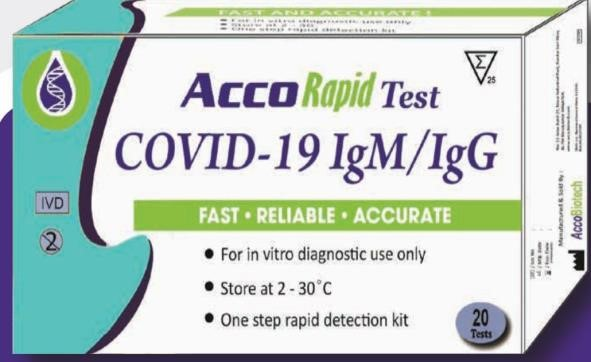 FAST AND ACCURATE !
For in vitro diagnostic use only
Store at 2 - 30
One step rapid detection kit
Σ
25
Acco Rapid Test
COVID-19 IgM/IgG
IVD
2
FAST • RELIABLE • ACCURATE
• For in vitro diagnostic use only
• Store at 2 - 30°C
• One step rapid detection kit
20
Tests
Manufactured & Sold By :
AccoBiotech